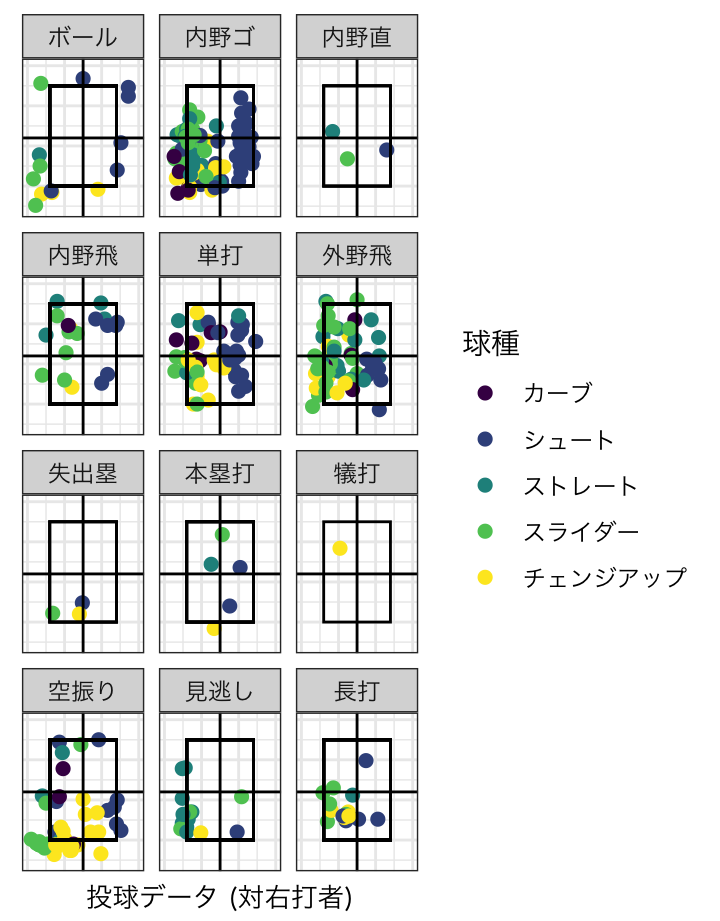 ボール
内野ゴ
内野直
内野飛
単打
外野飛
失出塁
本塁打
犠打
空振り
見逃し
長打
投球データ (対右打者)
球種
カーブ
シュート
ストレート
スライダー
チェンジアップ